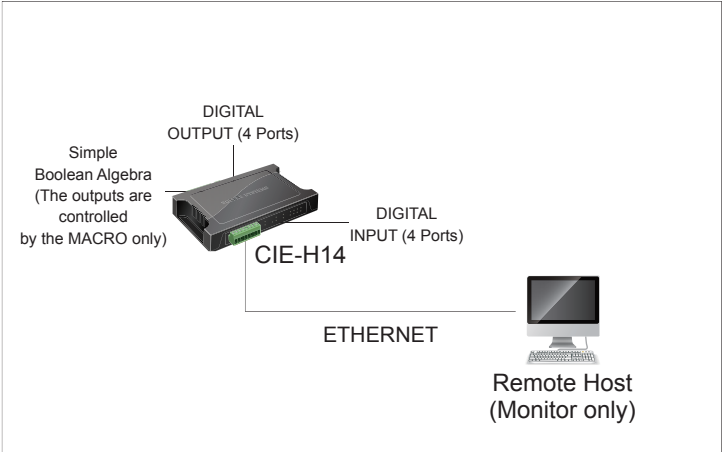 DIGITAL
OUTPUT (4 Ports)
Simple
Boolean Algebra
(The outputs are
controlled
by the MACRO only)
DIGITAL
INPUT (4 Ports)
CIE-H14
ETHERNET
Remote Host
(Monitor only)